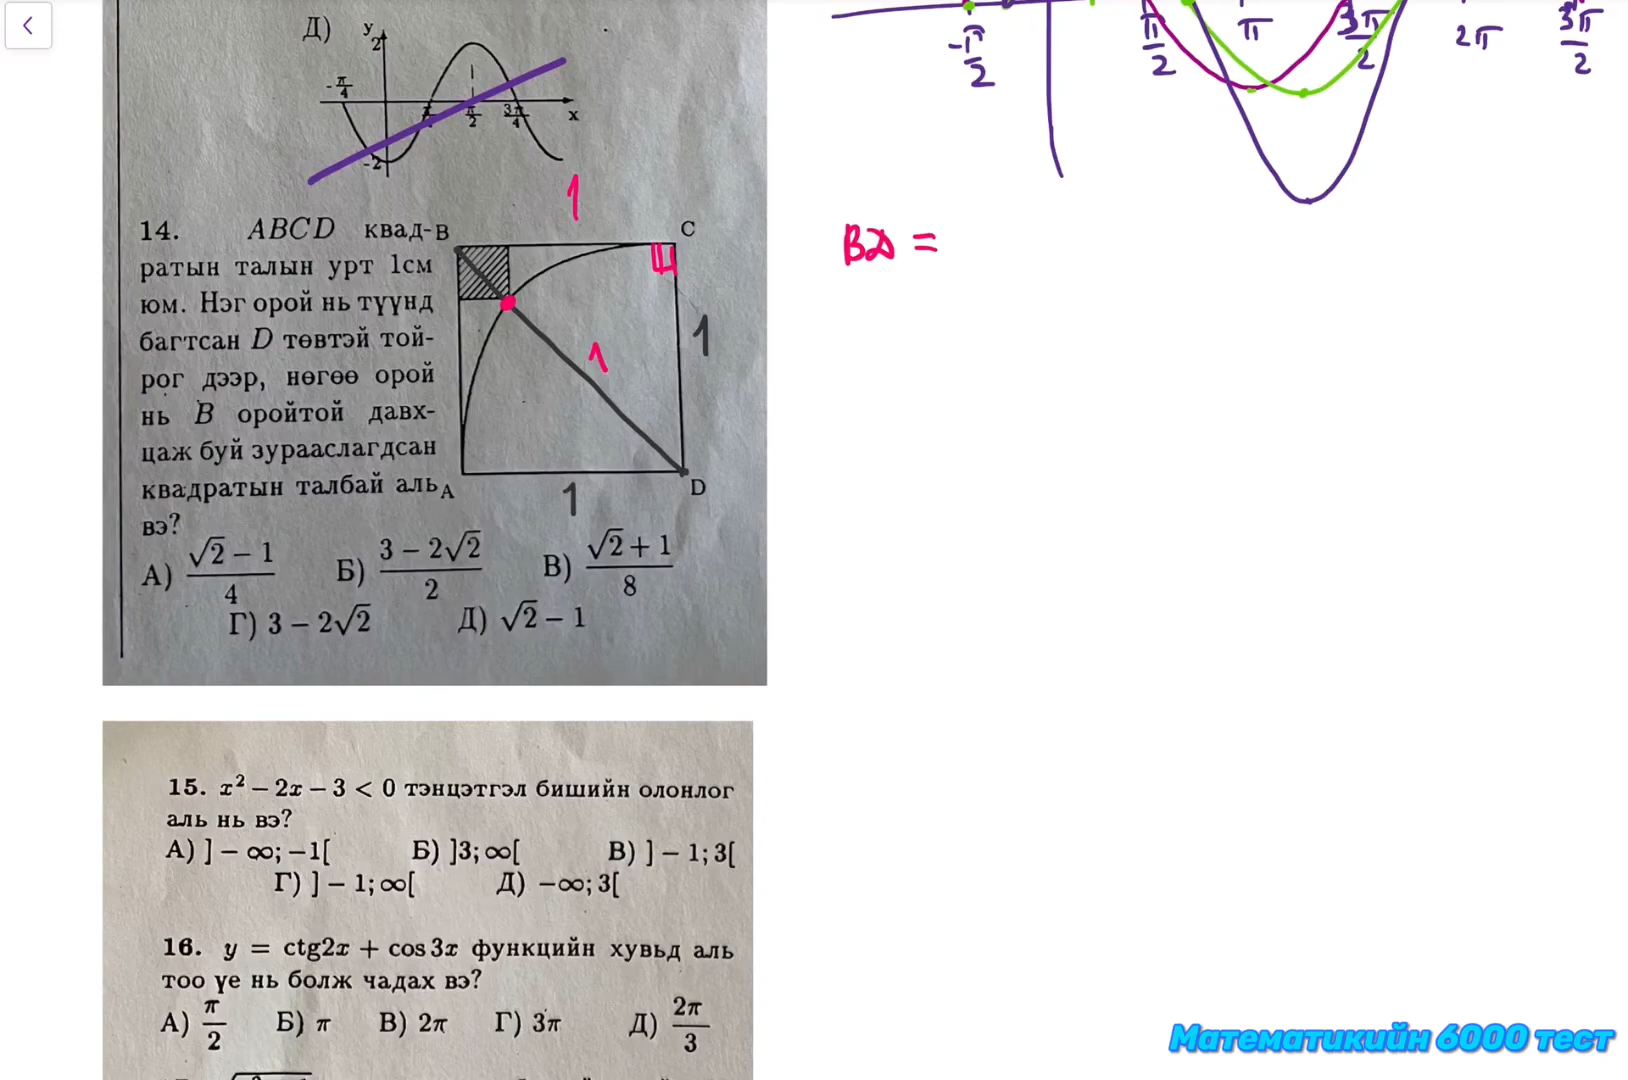 Д)
y
2
-π/4
π/2
3π/4
x
-2
1
14. ABCD квад-
ратын талын урт 1см
юм. Нэг орой нь түүнд
багтсан D төвтэй той-
рог дээр, нөгөө орой
нь B оройтой давх-
цаж буй зурааслагдсан
квадратын талбай аль
вэ?
B
C
A
D
1
1
1
А) (√2 − 1)/4 Б) (3 − 2√2)/2 В) (√2 + 1)/8
Г) 3 − 2√2 Д) √2 − 1
-π/2
π/2
π
3π/2
2π
3π/2
BD =
15. x² − 2x − 3 < 0 тэнцэтгэл бишийн олонлог
аль нь вэ?
А) ] − ∞; −1[ Б) ]3; ∞[ В) ] − 1; 3[
Г) ] − 1; ∞[ Д) −∞; 3[
16. y = ctg2x + cos 3x функцийн хувьд аль
тоо үе нь болж чадах вэ?
А) π/2 Б) π В) 2π Г) 3π Д) 2π/3
Математикийн 6000 тест